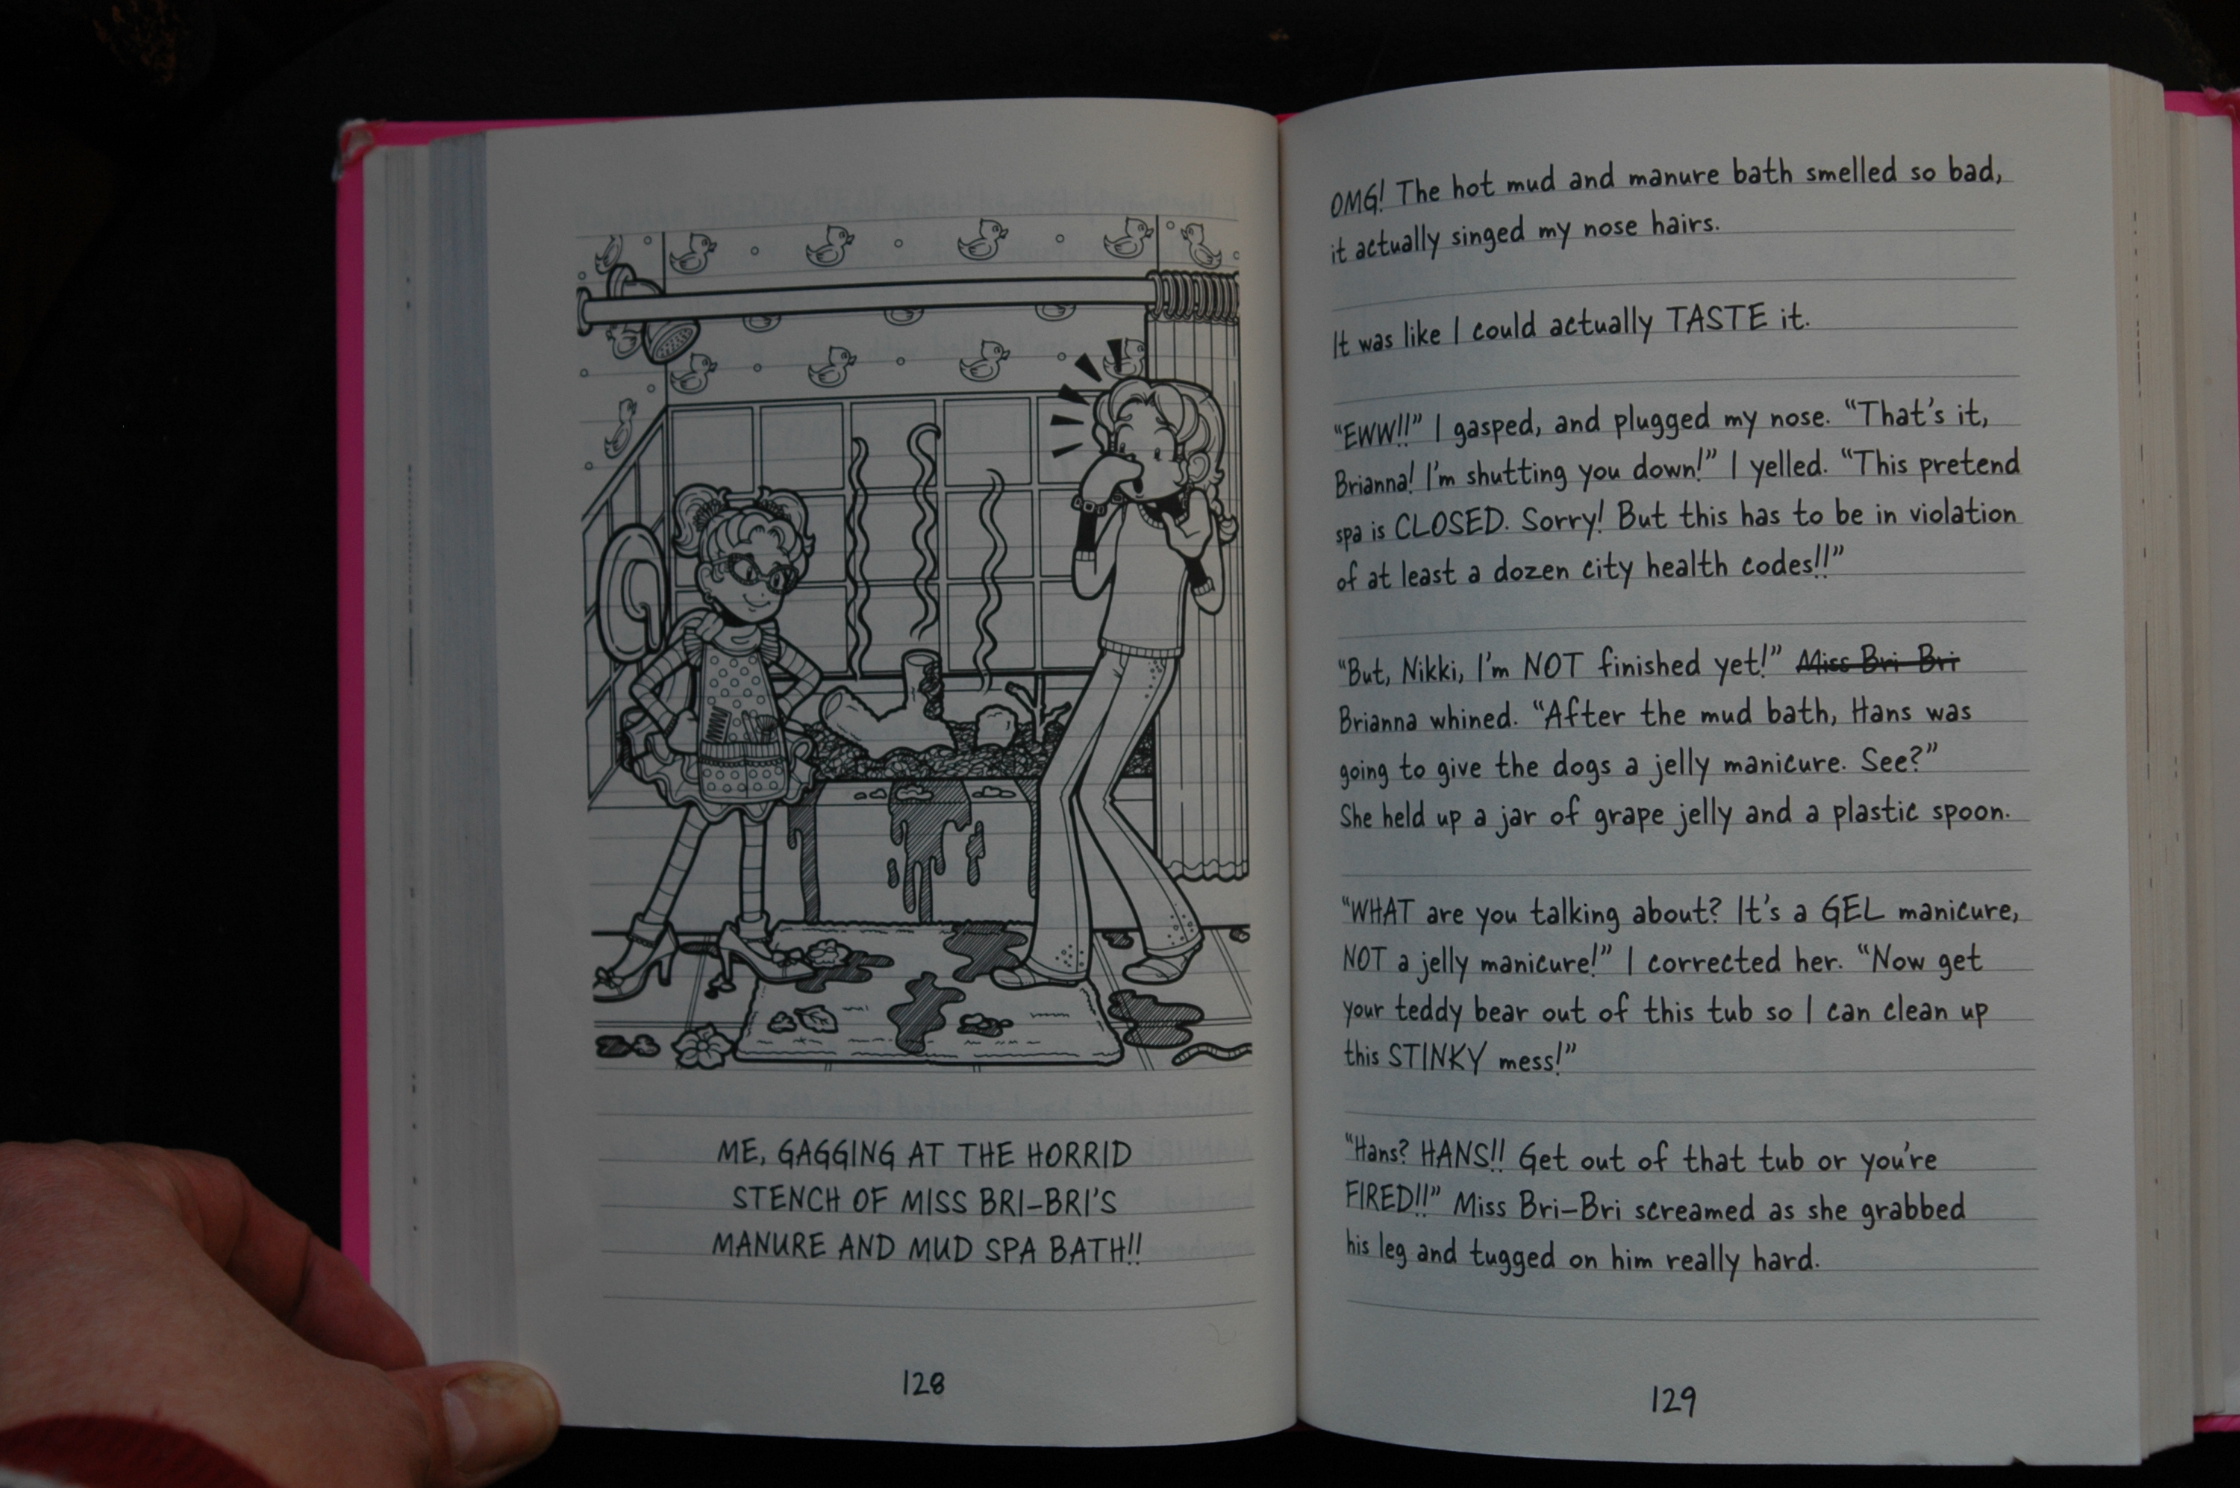 ME, GAGGING AT THE HORRID
STENCH OF MISS BRI-BRI'S
MANURE AND MUD SPA BATH!!
128
OMG! The hot mud and manure bath smelled so bad,
it actually singed my nose hairs.
It was like I could actually TASTE it.
"EWW!!" I gasped, and plugged my nose. "That's it,
Brianna! I'm shutting you down!" I yelled. "This pretend
spa is CLOSED. Sorry! But this has to be in violation
of at least a dozen city health codes!!"
"But, Nikki, I'm NOT finished yet!" Miss Bri-Bri
Brianna whined. "After the mud bath, Hans was
going to give the dogs a jelly manicure. See?"
She held up a jar of grape jelly and a plastic spoon.
"WHAT are you talking about? It's a GEL manicure,
NOT a jelly manicure!" I corrected her. "Now get
your teddy bear out of this tub so I can clean up
this STINKY mess!"
"Hans? HANS!! Get out of that tub or you're
FIRED!!" Miss Bri-Bri screamed as she grabbed
his leg and tugged on him really hard.
129